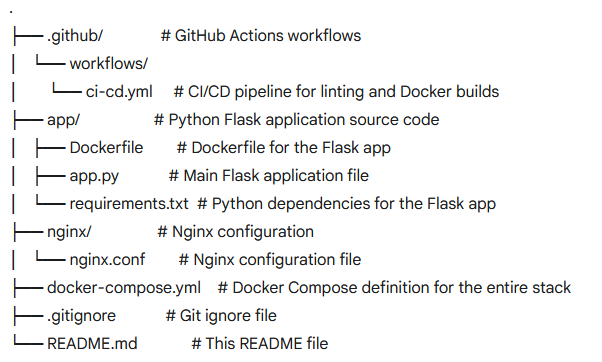 .
├── .github/ # GitHub Actions workflows
│ └── workflows/
│ └── ci-cd.yml # CI/CD pipeline for linting and Docker builds
├── app/ # Python Flask application source code
│ ├── Dockerfile # Dockerfile for the Flask app
│ ├── app.py # Main Flask application file
│ └── requirements.txt # Python dependencies for the Flask app
├── nginx/ # Nginx configuration
│ └── nginx.conf # Nginx configuration file
├── docker-compose.yml # Docker Compose definition for the entire stack
├── .gitignore # Git ignore file
└── README.md # This README file